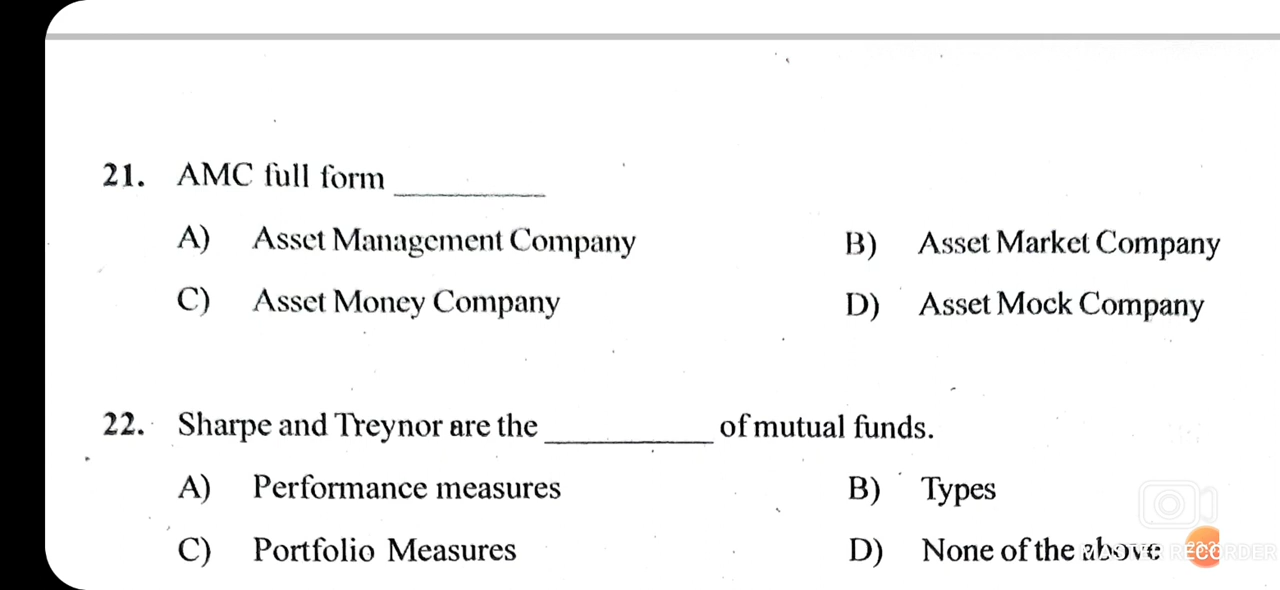 21. AMC full form ________
A) Asset Management Company B) Asset Market Company
C) Asset Money Company D) Asset Mock Company
22. Sharpe and Treynor are the ________ of mutual funds.
A) Performance measures B) Types
C) Portfolio Measures D) None of the above